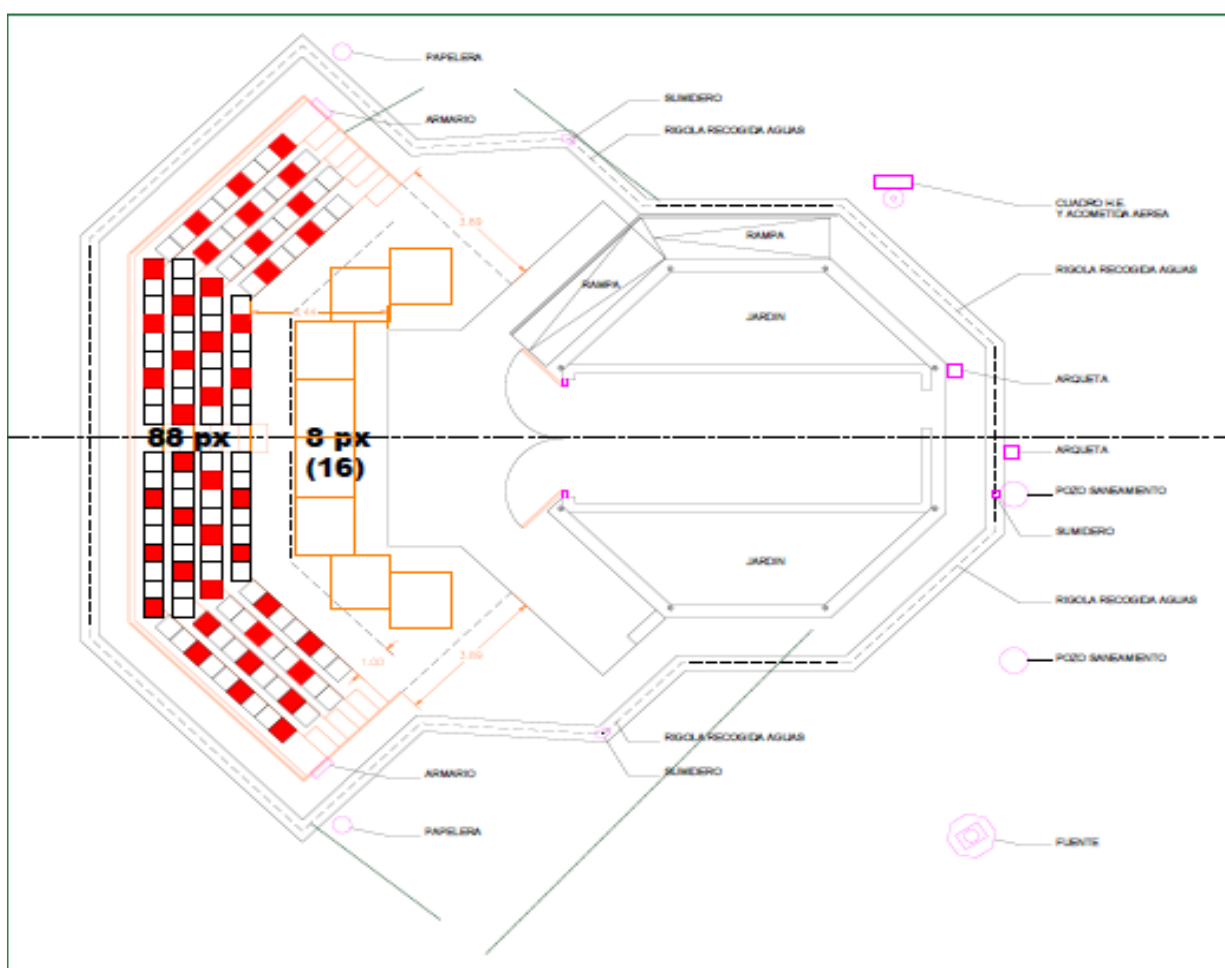 PAPELERA
SUMIDERO
ARMARIO
RIGOLA RECOGIDA AGUAS
CUADRO H.E.
Y ACOMETIDA AEREA
3.89
RAMPA
RIGOLA RECOGIDA AGUAS
RAMPA
JARDIN
ARQUETA
88 px
8 px
(16)
ARQUETA
POZO SANEAMIENTO
SUMIDERO
JARDIN
RIGOLA RECOGIDA AGUAS
3.89
1.00
POZO SANEAMIENTO
RIGOLA RECOGIDA AGUAS
ARMARIO
SUMIDERO
PAPELERA
FUENTE